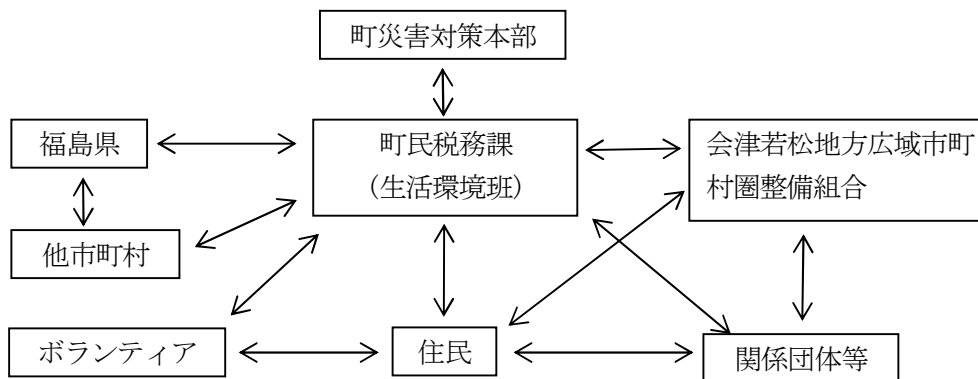 町災害対策本部
福島県
町民税務課
（生活環境班）
会津若松地方広域市町
村圏整備組合
他市町村
ボランティア
住民
関係団体等